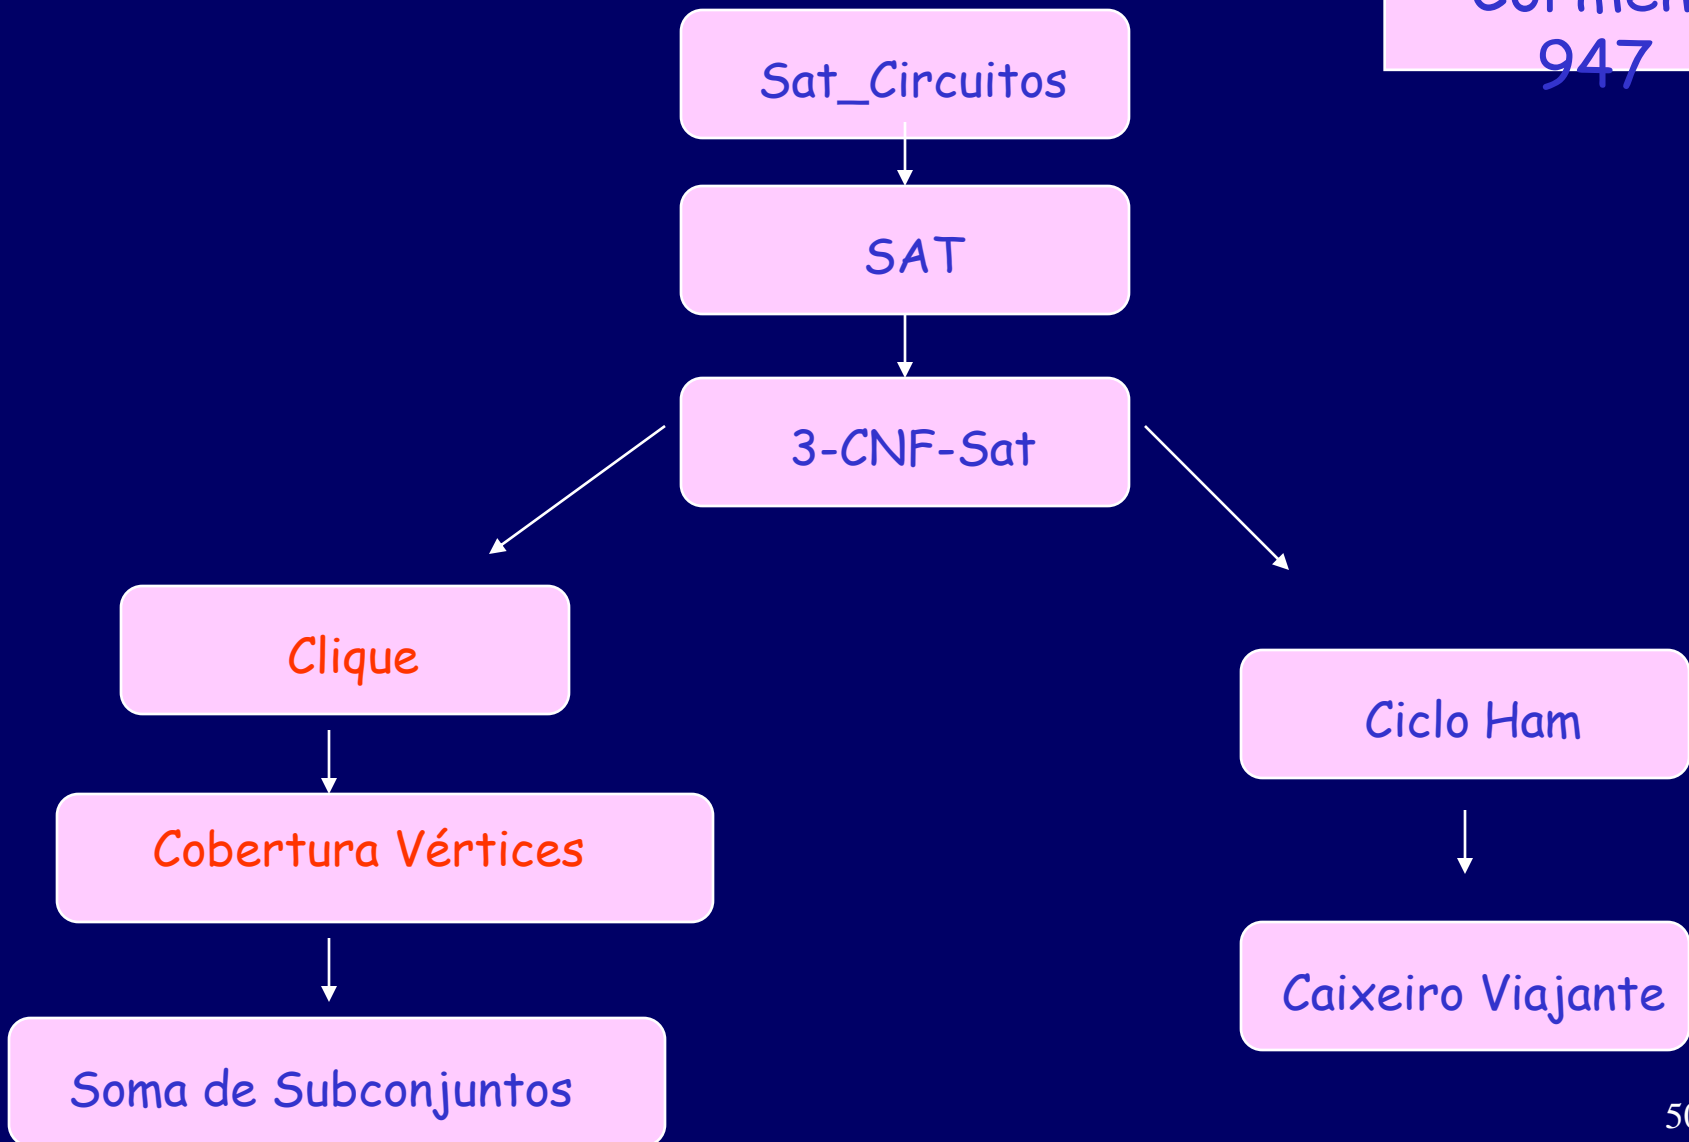 947
Sat_Circuitos
SAT
3-CNF-Sat
Clique
Ciclo Ham
Cobertura Vértices
Caixeiro Viajante
Soma de Subconjuntos